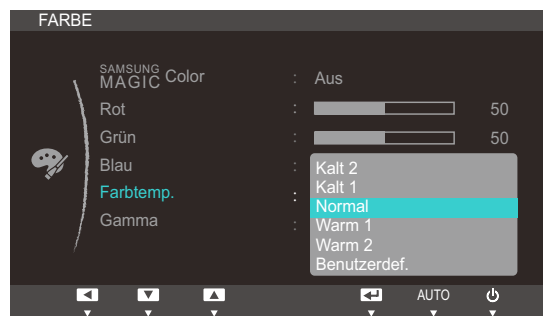 FARBE
SAMSUNG MAGIC Color : Aus
Rot : 50
Grün : 50
Blau :
Farbtemp. :
Gamma :
Kalt 2
Kalt 1
Normal
Warm 1
Warm 2
Benutzerdef.
AUTO